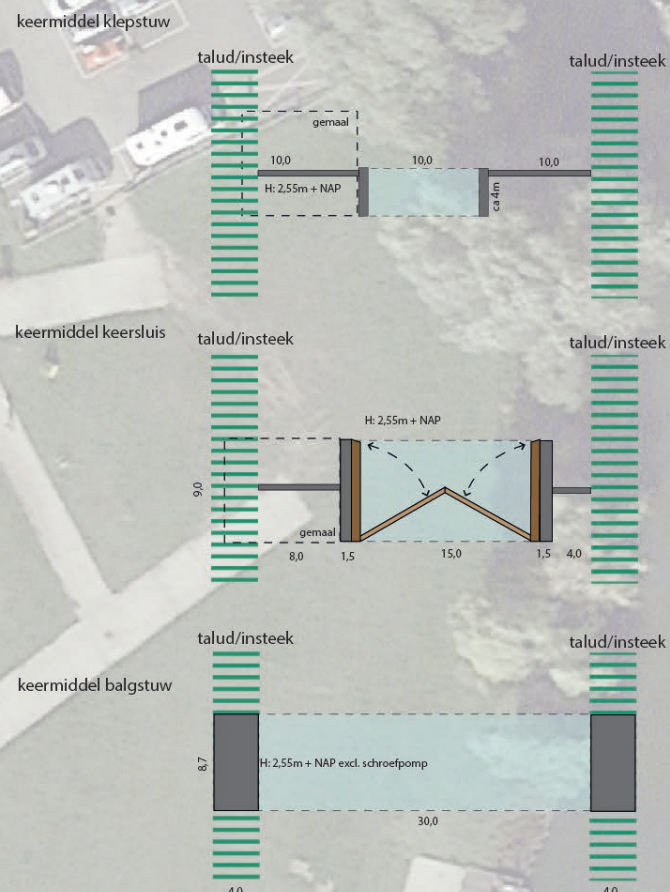 keermiddel klepstuw
talud/insteek
talud/insteek
gemaal
10,0
10,0
10,0
H: 2,55m + NAP
ca 4m
keermiddel keersluis
talud/insteek
talud/insteek
H: 2,55m + NAP
9,0
gemaal
8,0
1,5
15,0
1,5
4,0
talud/insteek
talud/insteek
keermiddel balgstuw
8,7
H: 2,55m + NAP excl. schroefpomp
30,0
4,0
4,0